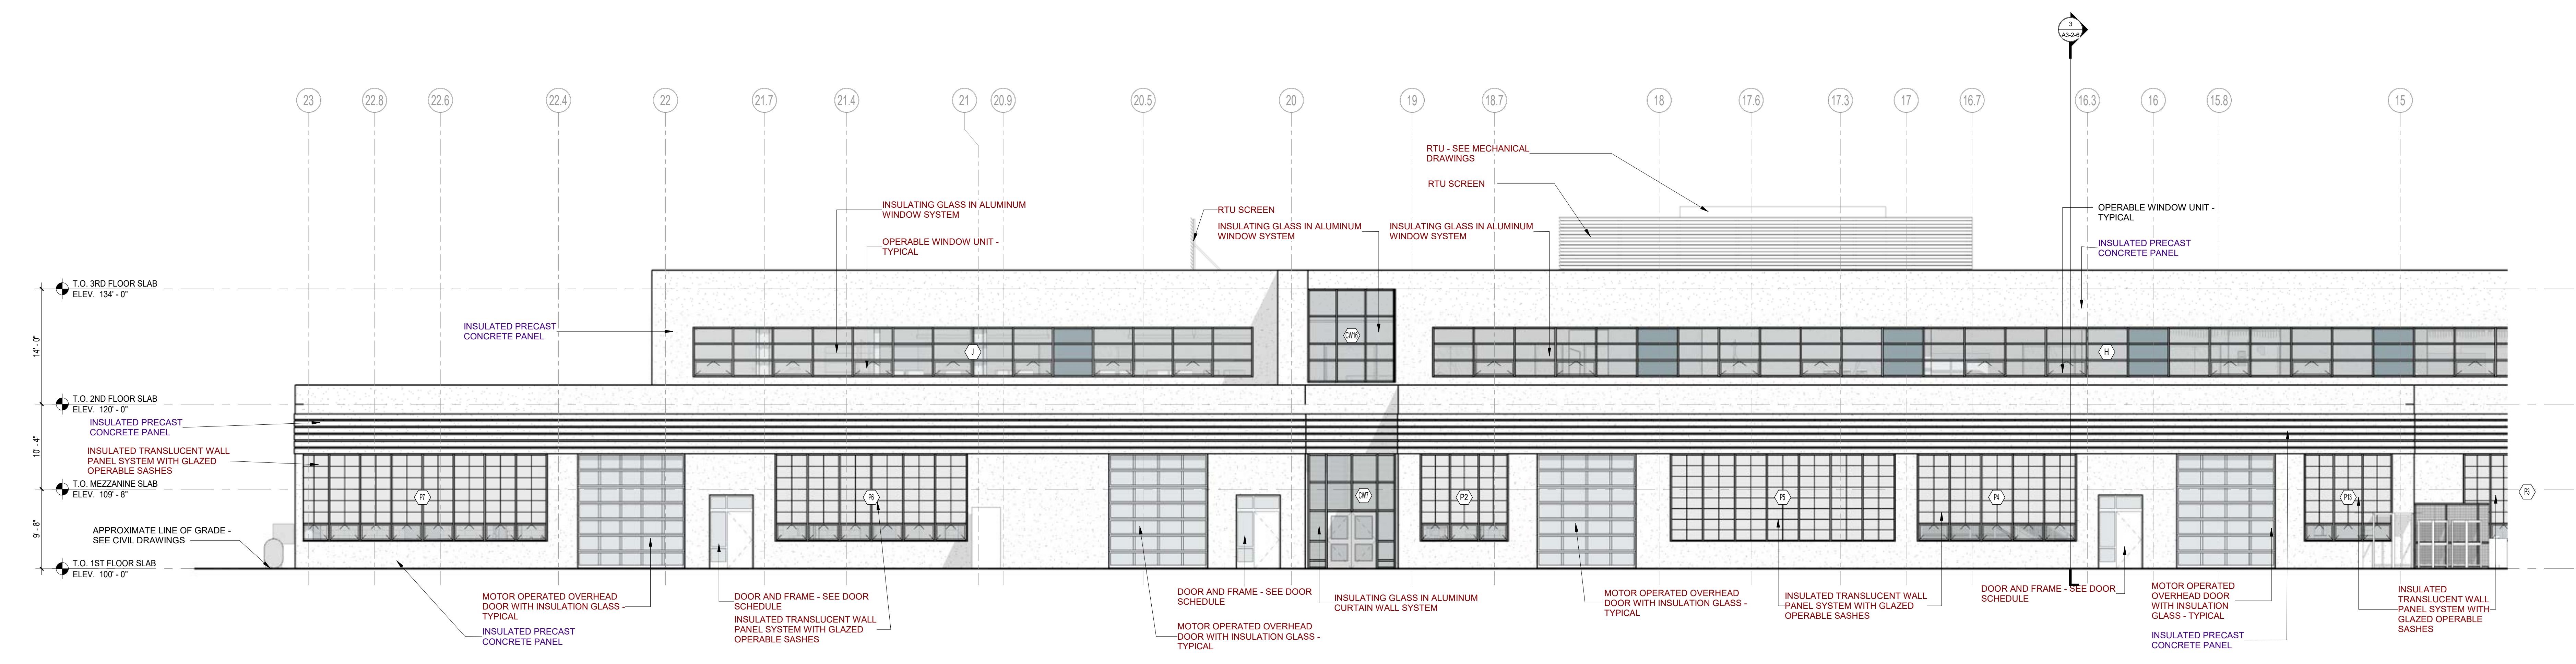 3
A3-2-6
23
22.8
22.6
22.4
22
21.7
21.4
21
20.9
20.5
20
19
18.7
18
17.6
17.3
17
16.7
16.3
16
15.8
15
RTU - SEE MECHANICAL
DRAWINGS
RTU SCREEN
INSULATING GLASS IN ALUMINUM
WINDOW SYSTEM
OPERABLE WINDOW UNIT -
TYPICAL
RTU SCREEN
INSULATING GLASS IN ALUMINUM
WINDOW SYSTEM
INSULATING GLASS IN ALUMINUM
WINDOW SYSTEM
OPERABLE WINDOW UNIT -
TYPICAL
INSULATED PRECAST
CONCRETE PANEL
T.O. 3RD FLOOR SLAB
ELEV. 134' - 0"
14' - 0"
INSULATED PRECAST
CONCRETE PANEL
J
CW16
H
T.O. 2ND FLOOR SLAB
ELEV. 120' - 0"
INSULATED PRECAST
CONCRETE PANEL
10' - 4"
INSULATED TRANSLUCENT WALL
PANEL SYSTEM WITH GLAZED
OPERABLE SASHES
T.O. MEZZANINE SLAB
ELEV. 109' - 8"
9' - 8"
P7
P6
CW7
P2
P5
P4
P13
P3
APPROXIMATE LINE OF GRADE -
SEE CIVIL DRAWINGS
T.O. 1ST FLOOR SLAB
ELEV. 100' - 0"
MOTOR OPERATED OVERHEAD
DOOR WITH INSULATION GLASS -
TYPICAL
INSULATED PRECAST
CONCRETE PANEL
DOOR AND FRAME - SEE DOOR
SCHEDULE
INSULATED TRANSLUCENT WALL
PANEL SYSTEM WITH GLAZED
OPERABLE SASHES
DOOR AND FRAME - SEE DOOR
SCHEDULE
MOTOR OPERATED OVERHEAD
DOOR WITH INSULATION GLASS -
TYPICAL
INSULATING GLASS IN ALUMINUM
CURTAIN WALL SYSTEM
MOTOR OPERATED OVERHEAD
DOOR WITH INSULATION GLASS -
TYPICAL
INSULATED TRANSLUCENT WALL
PANEL SYSTEM WITH GLAZED
OPERABLE SASHES
DOOR AND FRAME - SEE DOOR
SCHEDULE
MOTOR OPERATED
OVERHEAD DOOR
WITH INSULATION
GLASS - TYPICAL
INSULATED PRECAST
CONCRETE PANEL
INSULATED
TRANSLUCENT WALL
PANEL SYSTEM WITH
GLAZED OPERABLE
SASHES